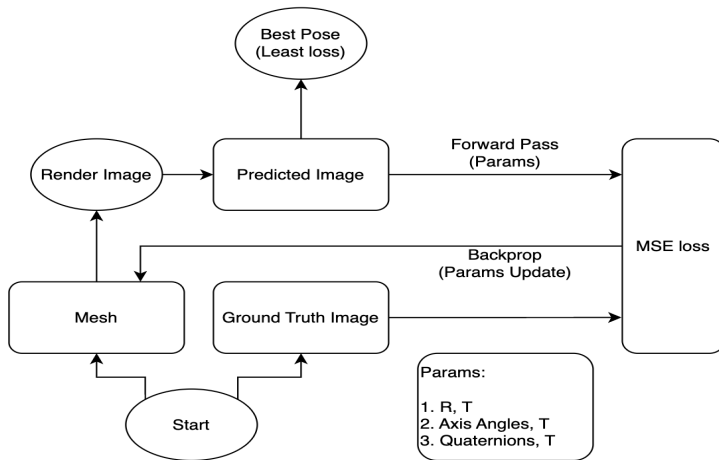 Best Pose
(Least loss)
Render Image
Predicted Image
Forward Pass
(Params)
MSE loss
Backprop
(Params Update)
Mesh
Ground Truth Image
Start
Params:
1. R, T
2. Axis Angles, T
3. Quaternions, T